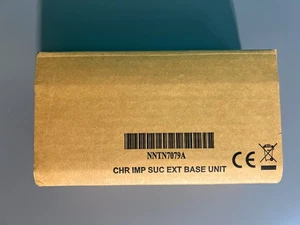 NNTN7079A
CHR IMP SUC EXT BASE UNIT
CE